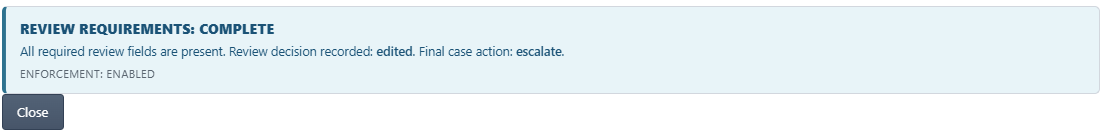 REVIEW REQUIREMENTS: COMPLETE
All required review fields are present. Review decision recorded: edited. Final case action: escalate.
ENFORCEMENT: ENABLED
Close